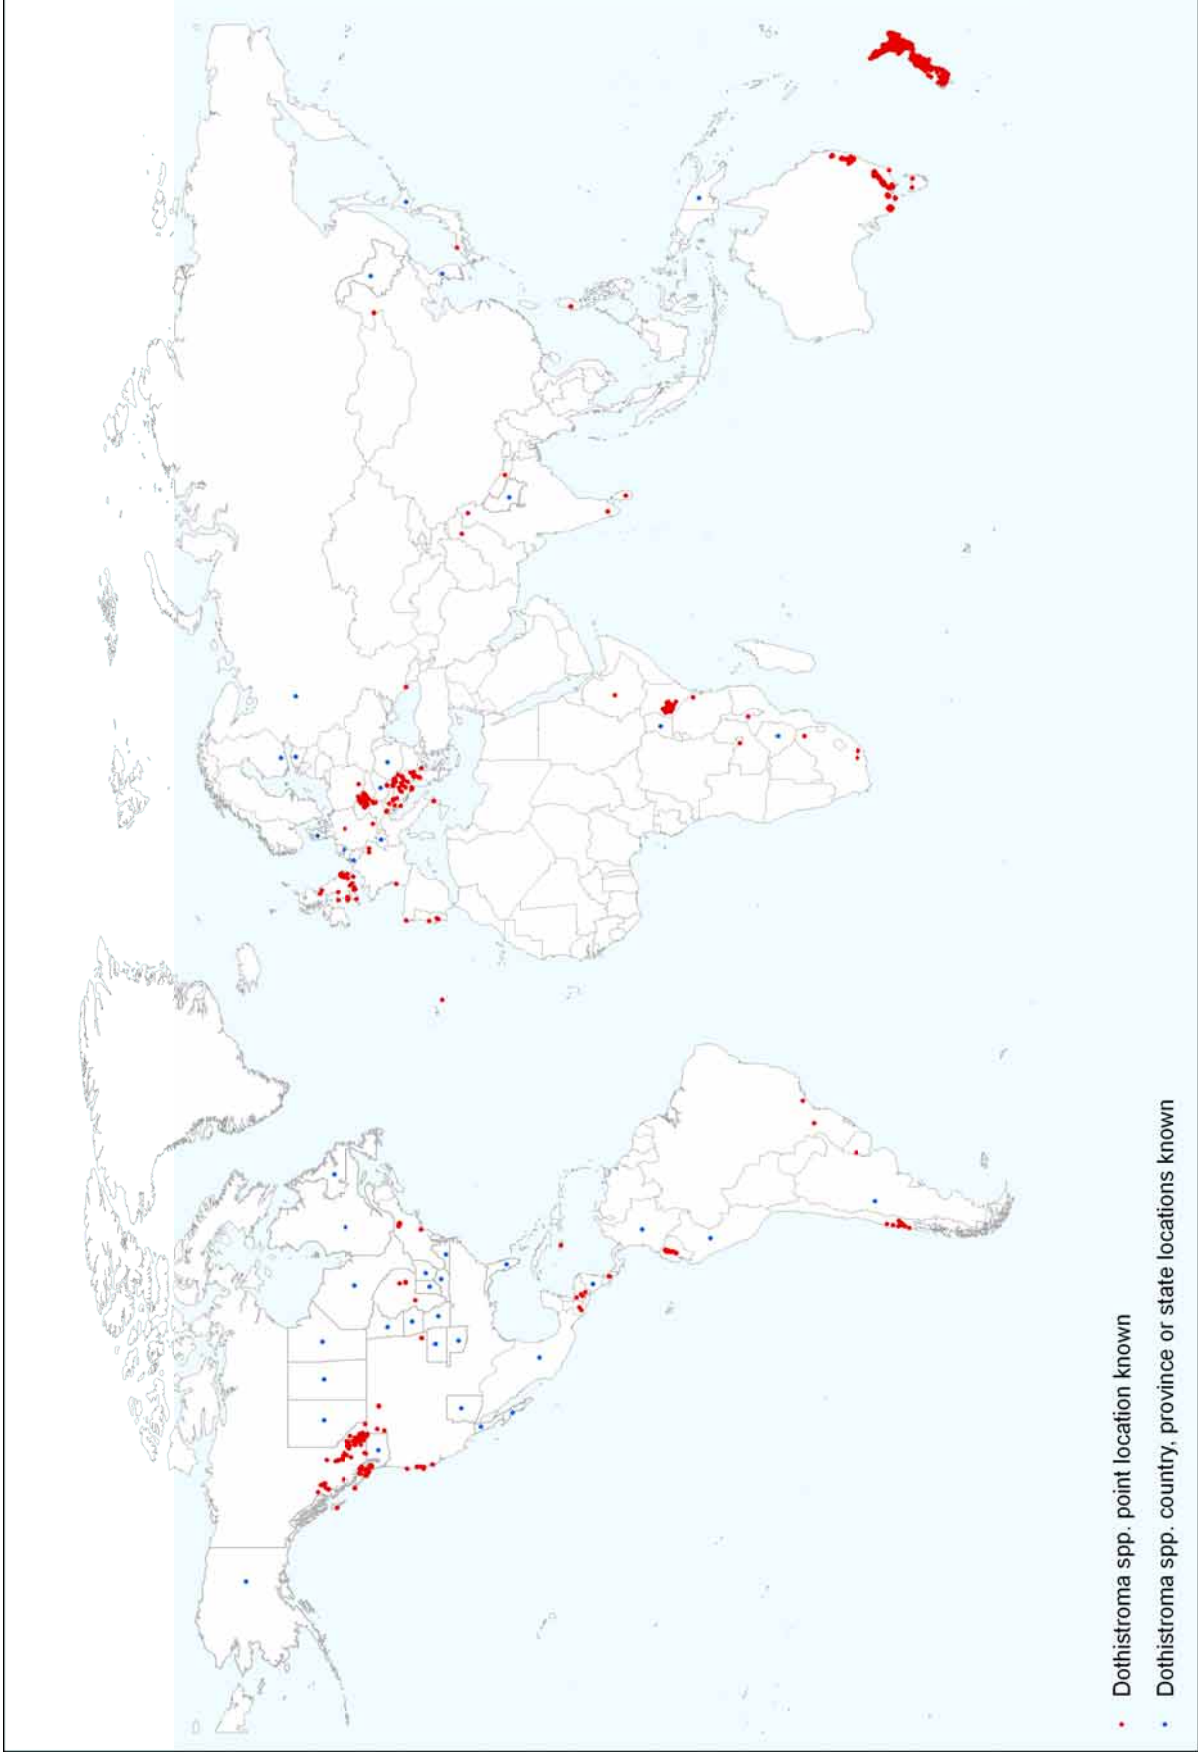 Dothistroma spp. point location known
Dothistroma spp. country, province or state locations known